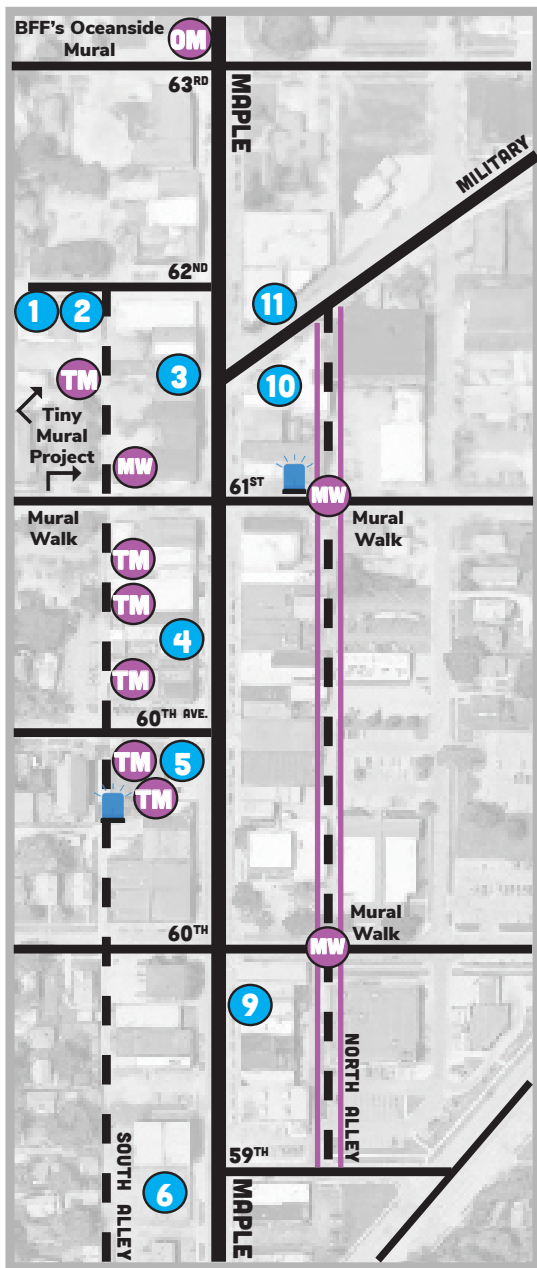 BFF's Oceanside
Mural
OM
63RD
MAPLE
MILITARY
62ND
1
2
11
3
TM
10
Tiny
Mural
Project
MW
61ST
MW
Mural
Walk
Mural
Walk
TM
TM
4
TM
60TH AVE.
TM
5
TM
Mural
Walk
60TH
MW
9
NORTH ALLEY
SOUTH ALLEY
59TH
6
MAPLE